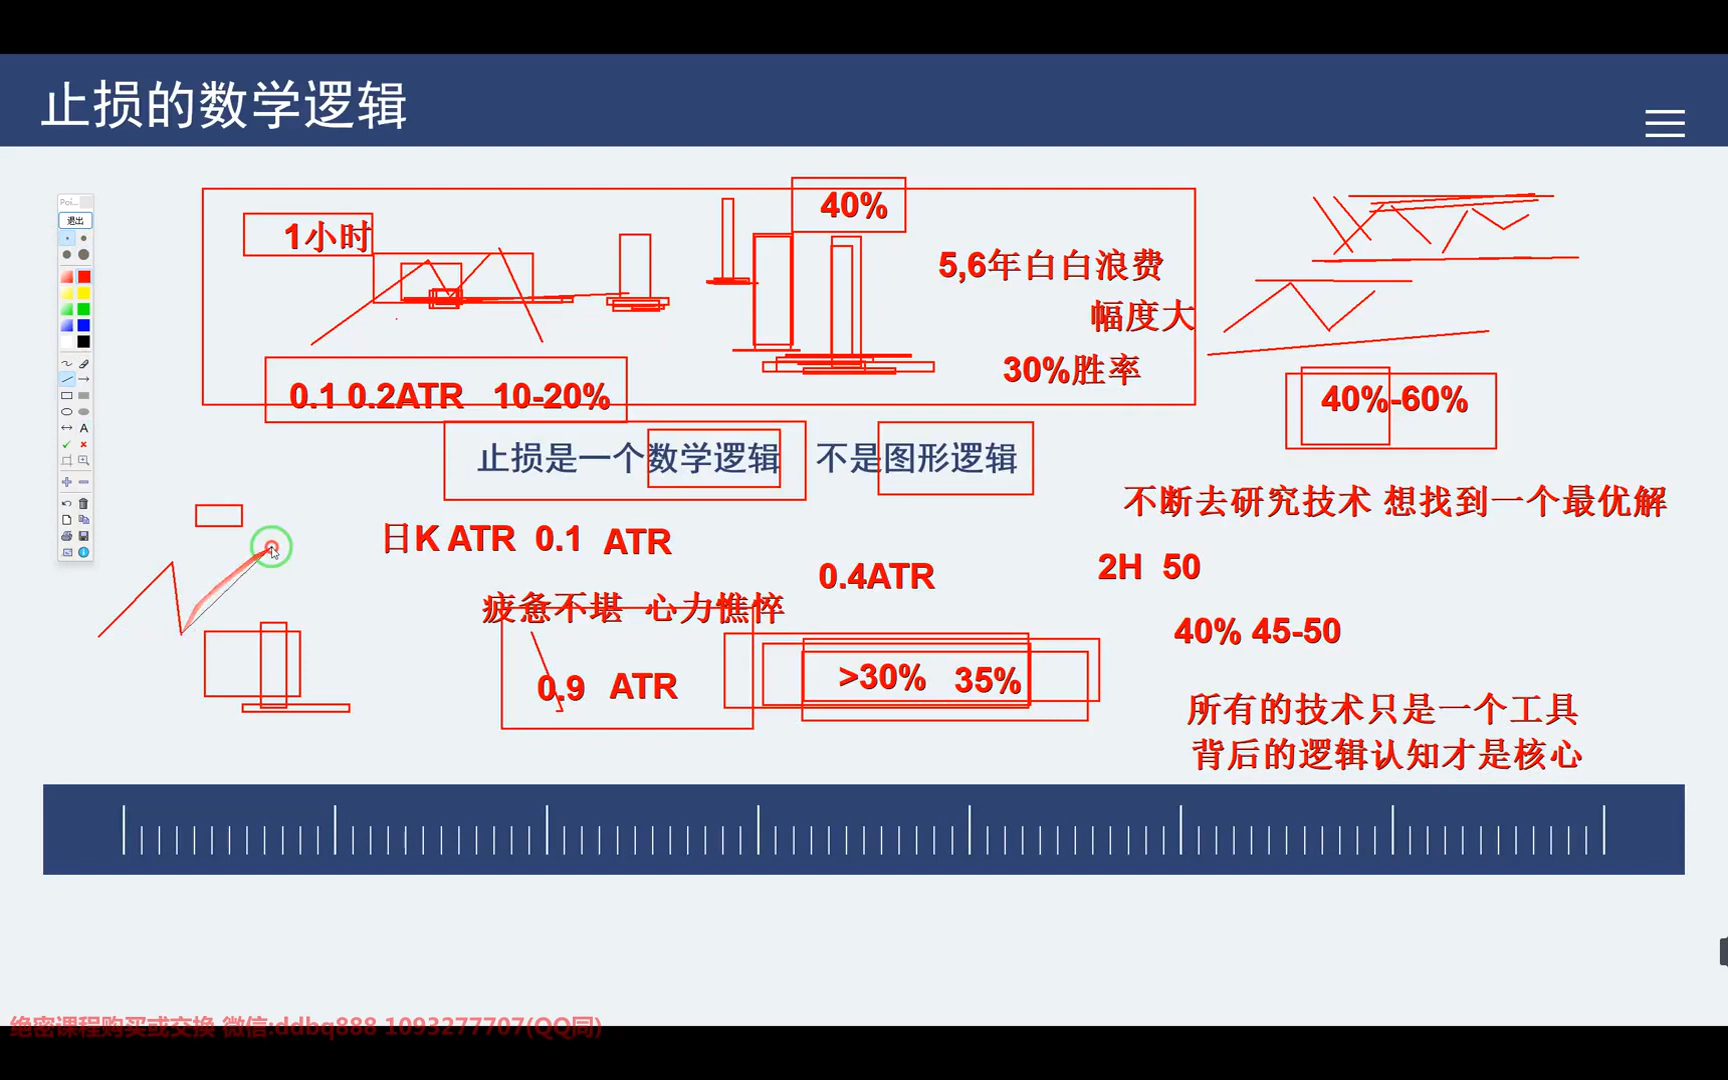 止损的数学逻辑
Poi...
退出
1小时
40%
5,6年白白浪费
幅度大
30%胜率
0.1 0.2ATR 10-20%
40%-60%
止损是一个数学逻辑 不是图形逻辑
不断去研究技术 想找到一个最优解
日K ATR 0.1 ATR
0.4ATR
2H 50
疲惫不堪 心力憔悴
40% 45-50
0.9 ATR
>30% 35%
所有的技术只是一个工具
背后的逻辑认知才是核心
A
绝密课程购买或交换 微信:ddbq888 1093277707(QQ同)